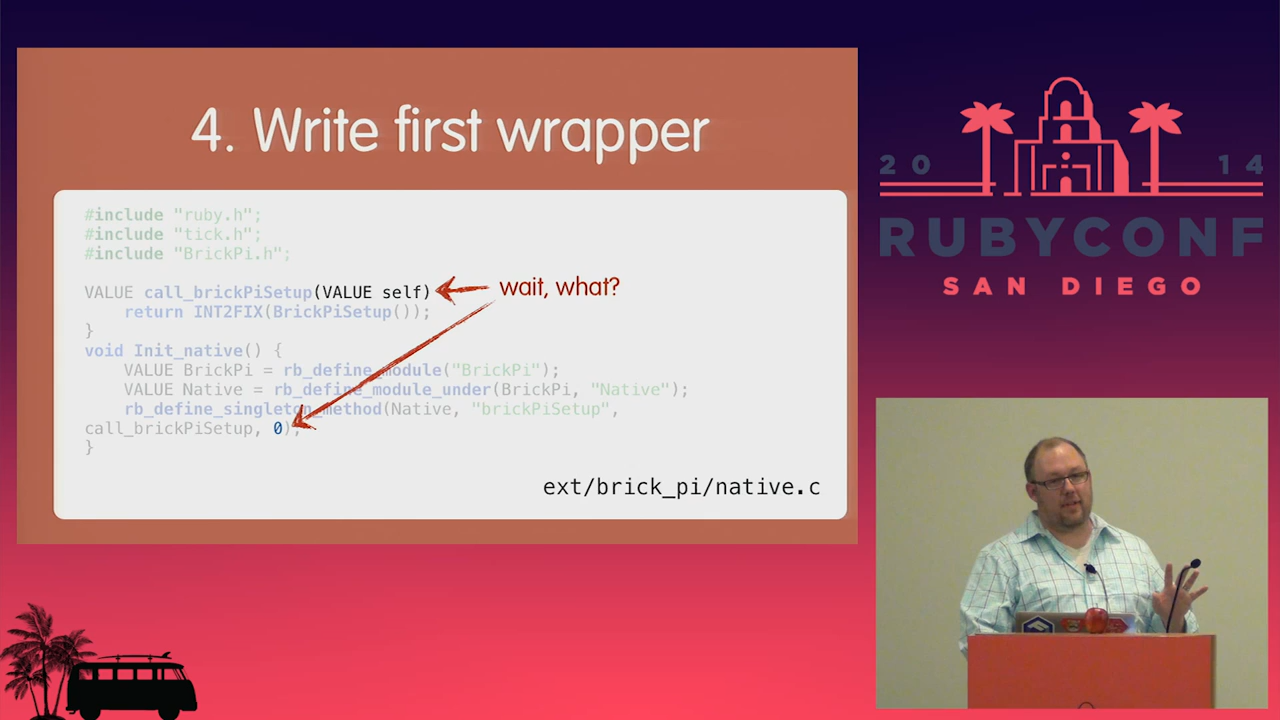 4. Write first wrapper
#include "ruby.h";
#include "tick.h";
#include "BrickPi.h";
VALUE call_brickPiSetup(VALUE self)
wait, what?
return INT2FIX(BrickPiSetup());
}
void Init_native() {
VALUE BrickPi = rb_define_module("BrickPi");
VALUE Native = rb_define_module_under(BrickPi, "Native");
rb_define_singleton_method(Native, "brickPiSetup",
call_brickPiSetup, 0);
}
ext/brick_pi/native.c
20 14
RUBYCONF
SAN DIEGO